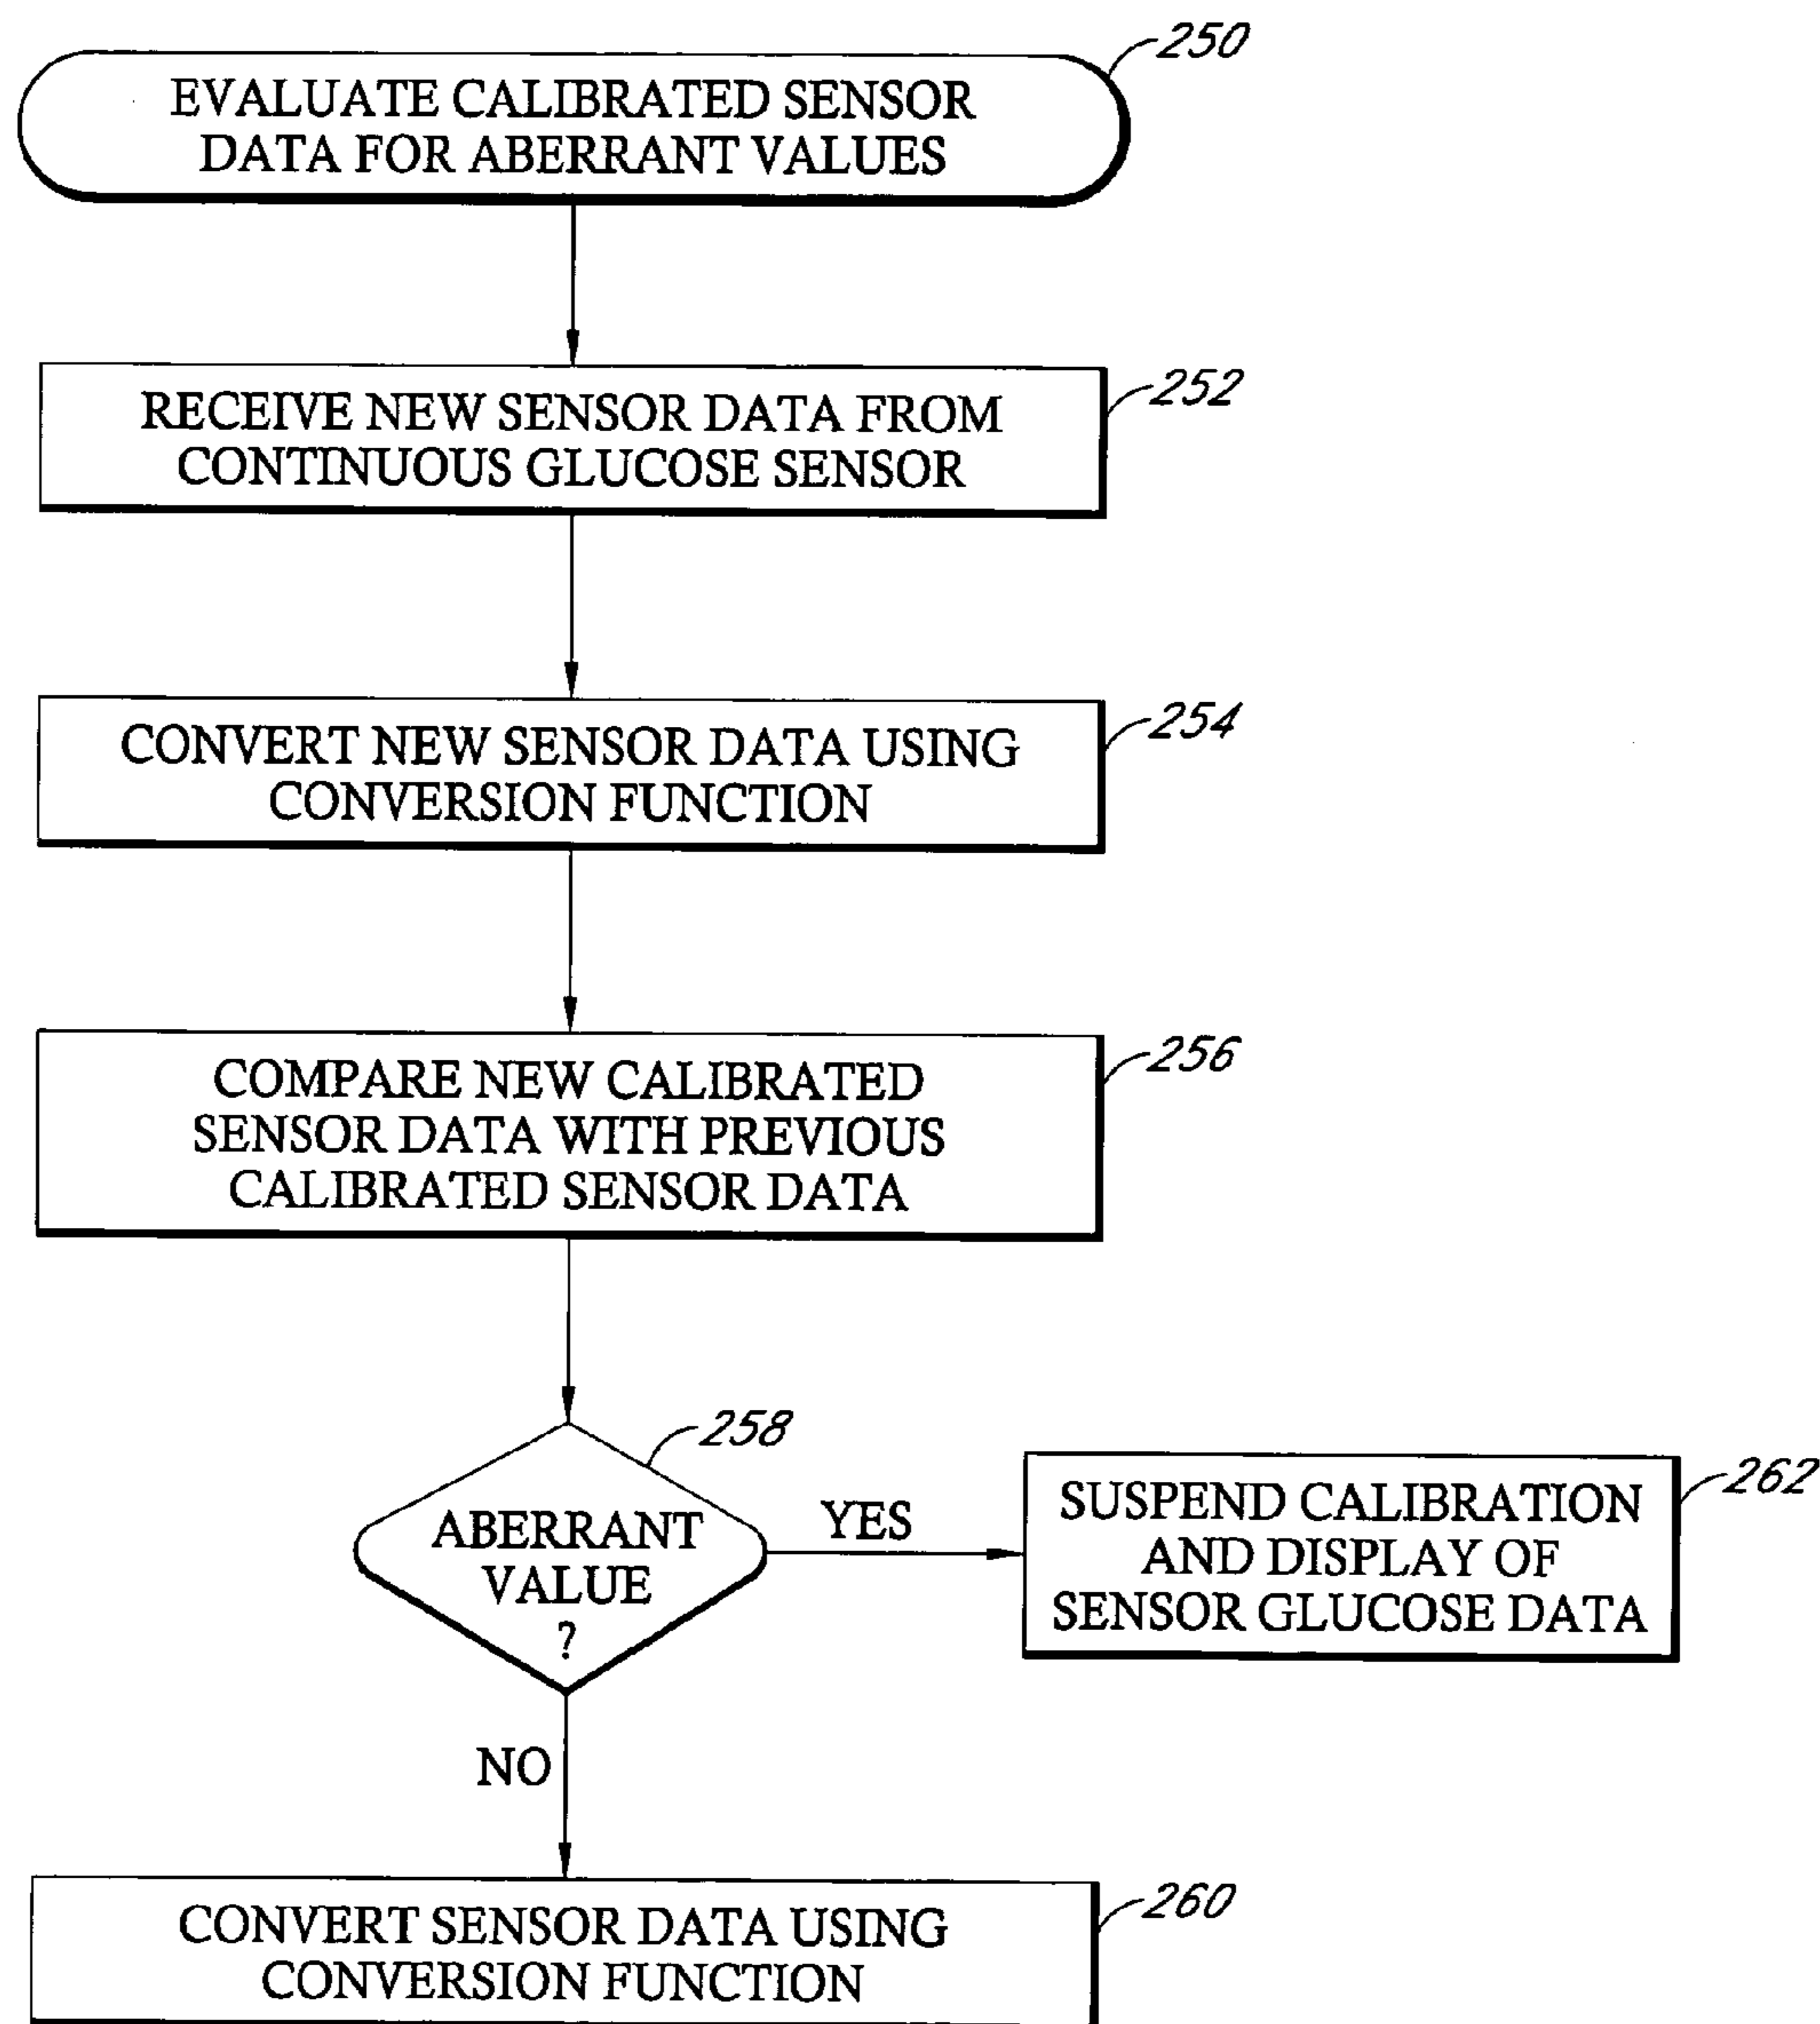 250
EVALUATE CALIBRATED SENSOR
DATA FOR ABERRANT VALUES
252
RECEIVE NEW SENSOR DATA FROM
CONTINUOUS GLUCOSE SENSOR
254
CONVERT NEW SENSOR DATA USING
CONVERSION FUNCTION
256
COMPARE NEW CALIBRATED
SENSOR DATA WITH PREVIOUS
CALIBRATED SENSOR DATA
258
ABERRANT
VALUE
?
YES
262
SUSPEND CALIBRATION
AND DISPLAY OF
SENSOR GLUCOSE DATA
NO
260
CONVERT SENSOR DATA USING
CONVERSION FUNCTION